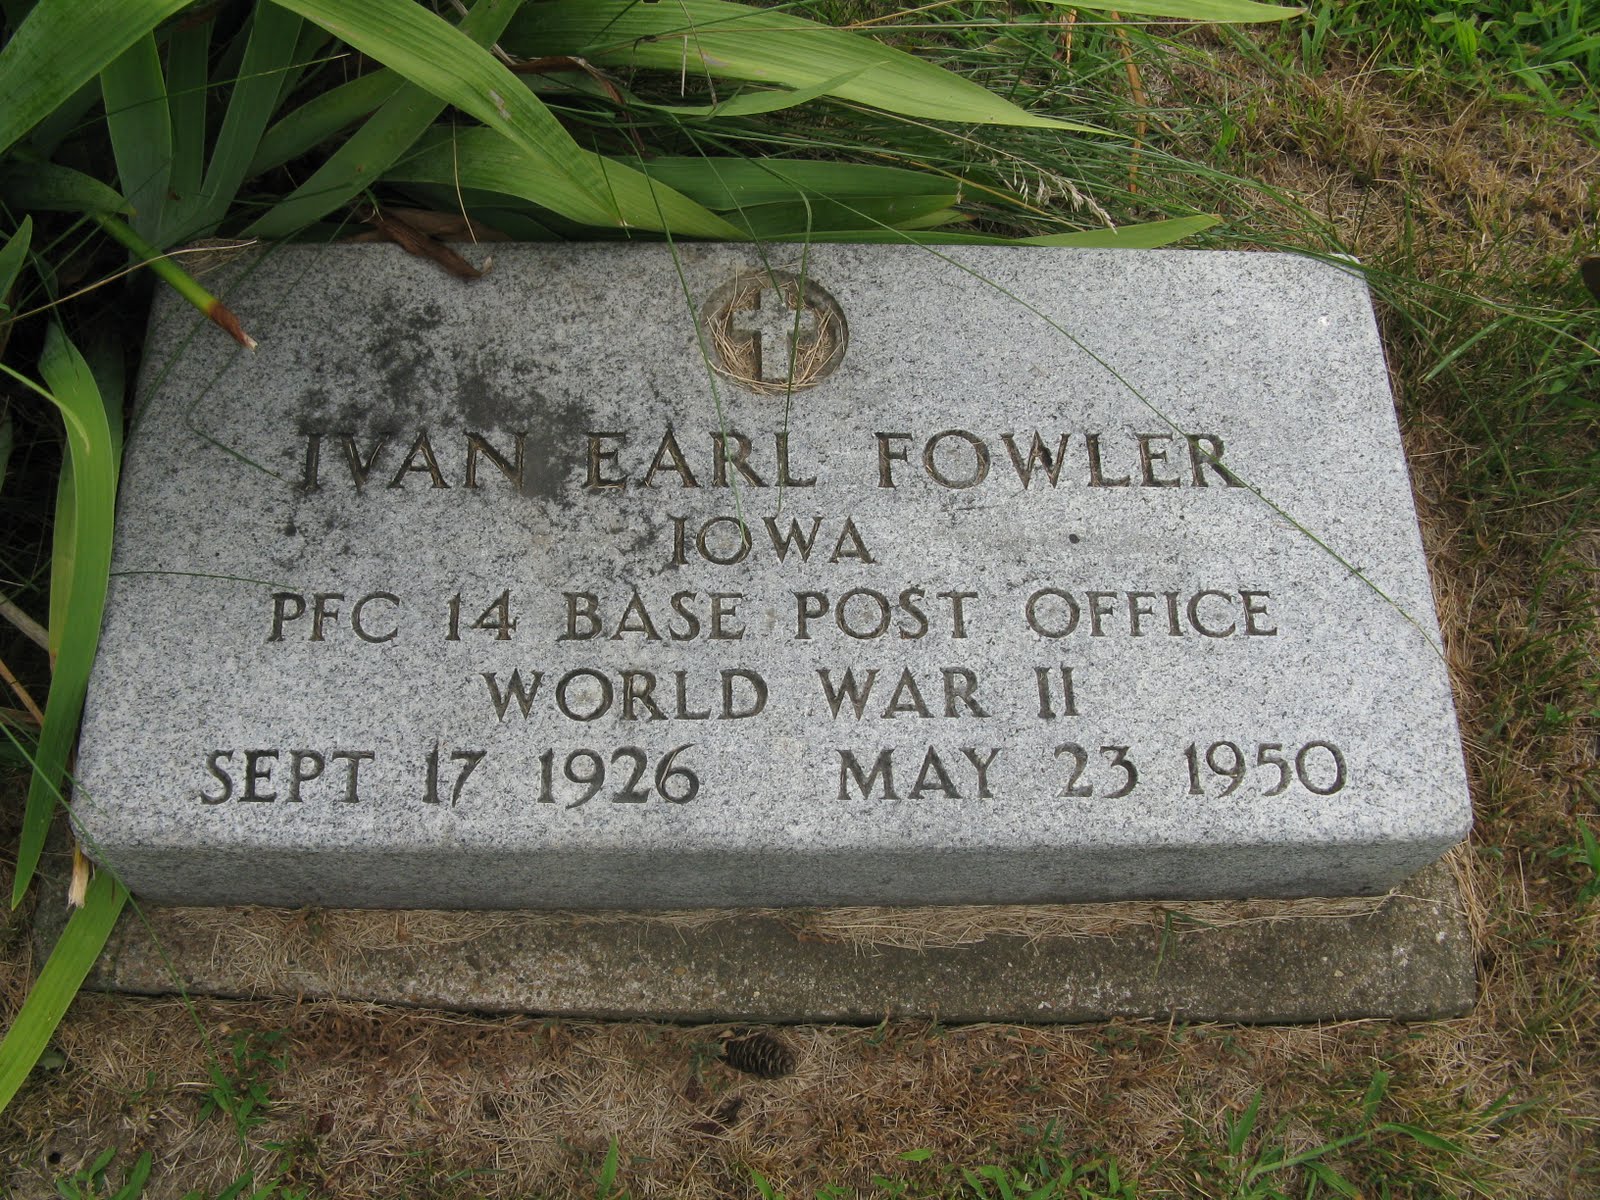 IVAN EARL FOWLER
IOWA
PFC 14 BASE POST OFFICE
WORLD WAR II
SEPT 17 1926 MAY 23 1950